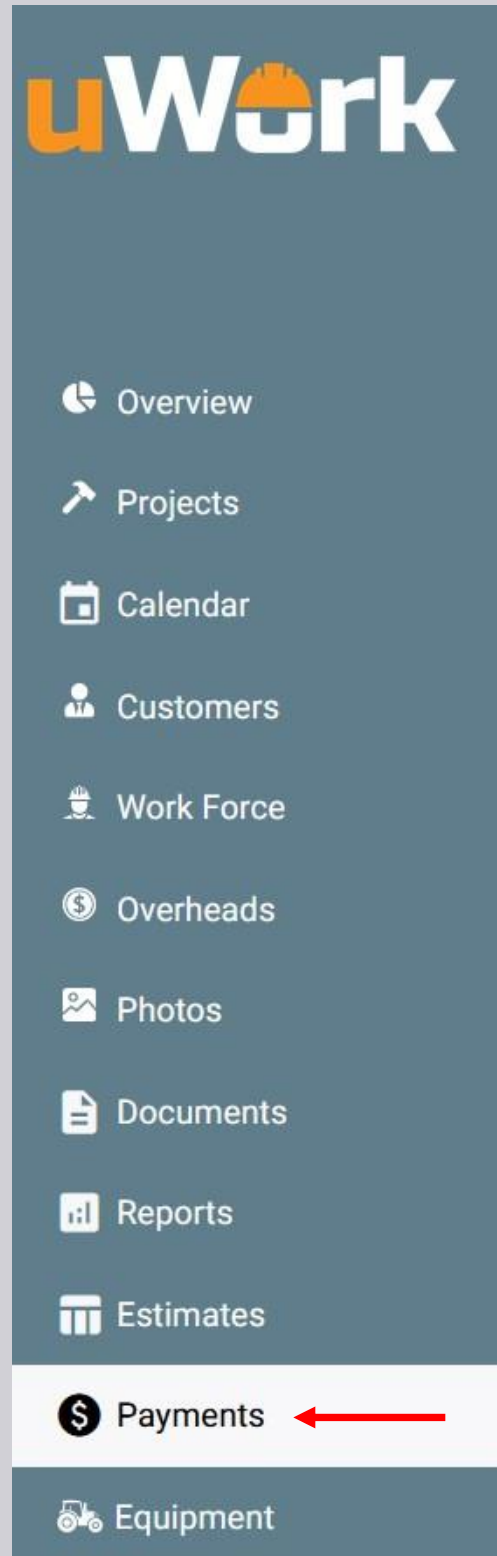 uWork
Overview
Projects
Calendar
Customers
Work Force
Overheads
Photos
Documents
Reports
Estimates
Payments
Equipment